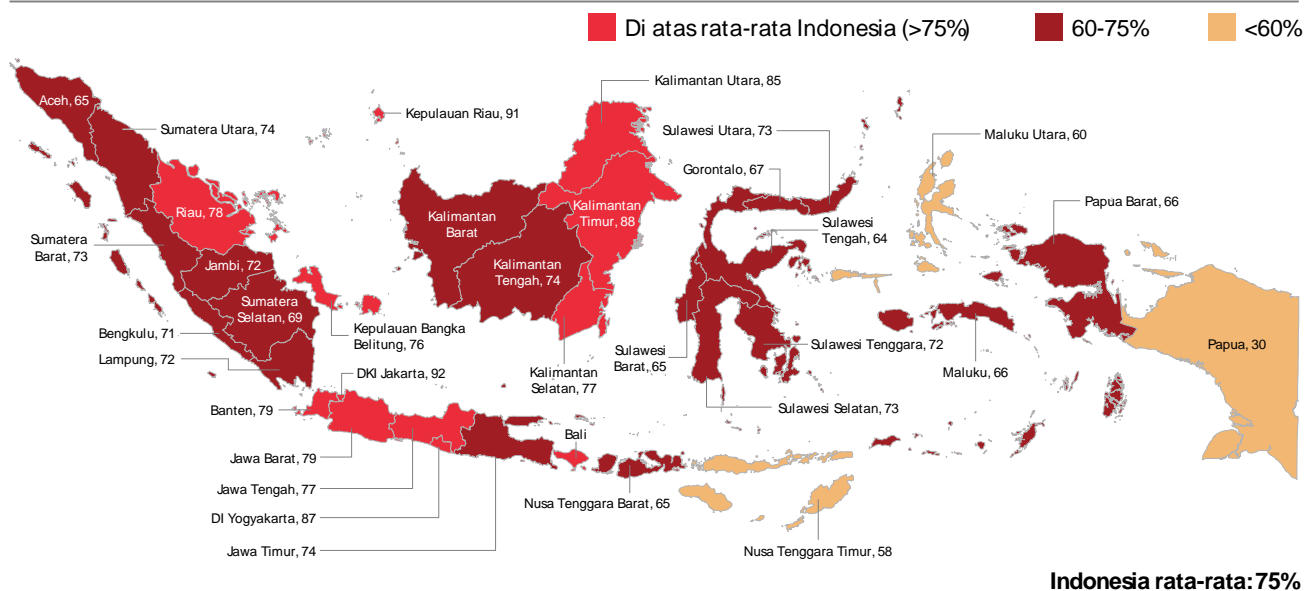 Di atas rata-rata Indonesia (>75%)
60-75%
<60%
Kalimantan Utara, 85
Aceh, 65
Kepulauan Riau, 91
Sumatera Utara, 74
Sulawesi Utara, 73
Maluku Utara, 60
Gorontalo, 67
Riau, 78
Kalimantan
Timur, 88
Kalimantan
Barat
Papua Barat, 66
Sulawesi
Tengah, 64
Sumatera
Barat, 73
Jambi, 72
Kalimantan
Tengah, 74
Sumatera
Selatan, 69
Bengkulu, 71
Kepulauan Bangka
Belitung, 76
Sulawesi Tenggara, 72
Papua, 30
Lampung, 72
Sulawesi
Barat, 65
DKI Jakarta, 92
Kalimantan
Selatan, 77
Maluku, 66
Banten, 79
Sulawesi Selatan, 73
Bali
Jawa Barat, 79
Jawa Tengah, 77
Nusa Tenggara Barat, 65
DI Yogyakarta, 87
Jawa Timur, 74
Nusa Tenggara Timur, 58
Indonesia rata-rata: 75%